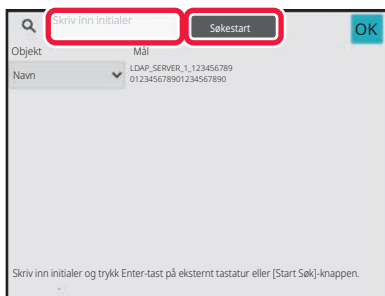 Skriv inn initialer
Søkestart
OK
Objekt
Mål
Navn
LDAP_SERVER_1_123456789
012345678901234567890
Skriv inn initialer og trykk Enter-tast på eksternt tastatur eller [Start Søk]-knappen.